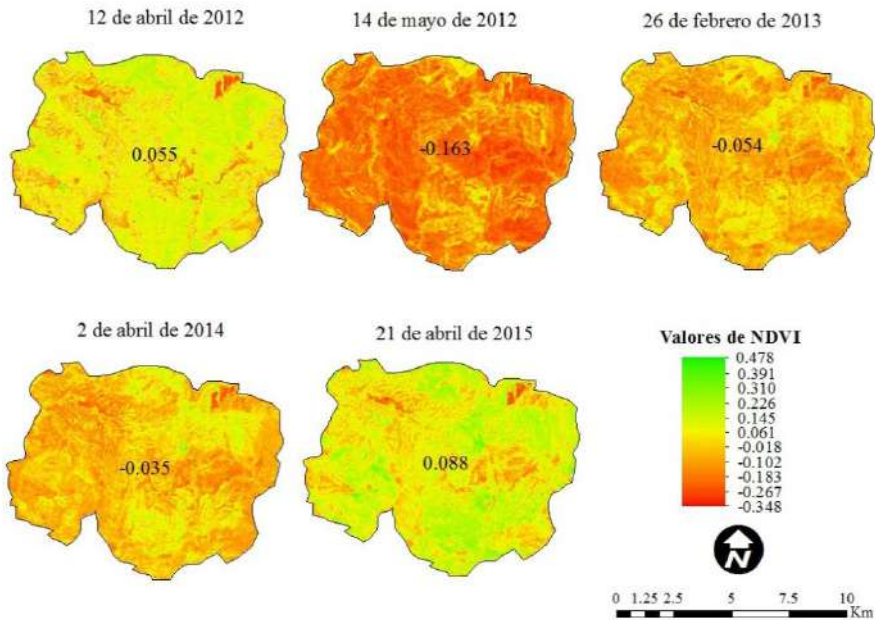 12 de abril de 2012
14 de mayo de 2012
26 de febrero de 2013
0.055
-0.163
-0.054
2 de abril de 2014
21 de abril de 2015
-0.035
0.088
Valores de NDVI
0.478
0.391
0.310
0.226
0.145
0.061
-0.018
-0.102
-0.183
-0.267
-0.348
N
0 1.25 2.5 5 7.5 10
Km